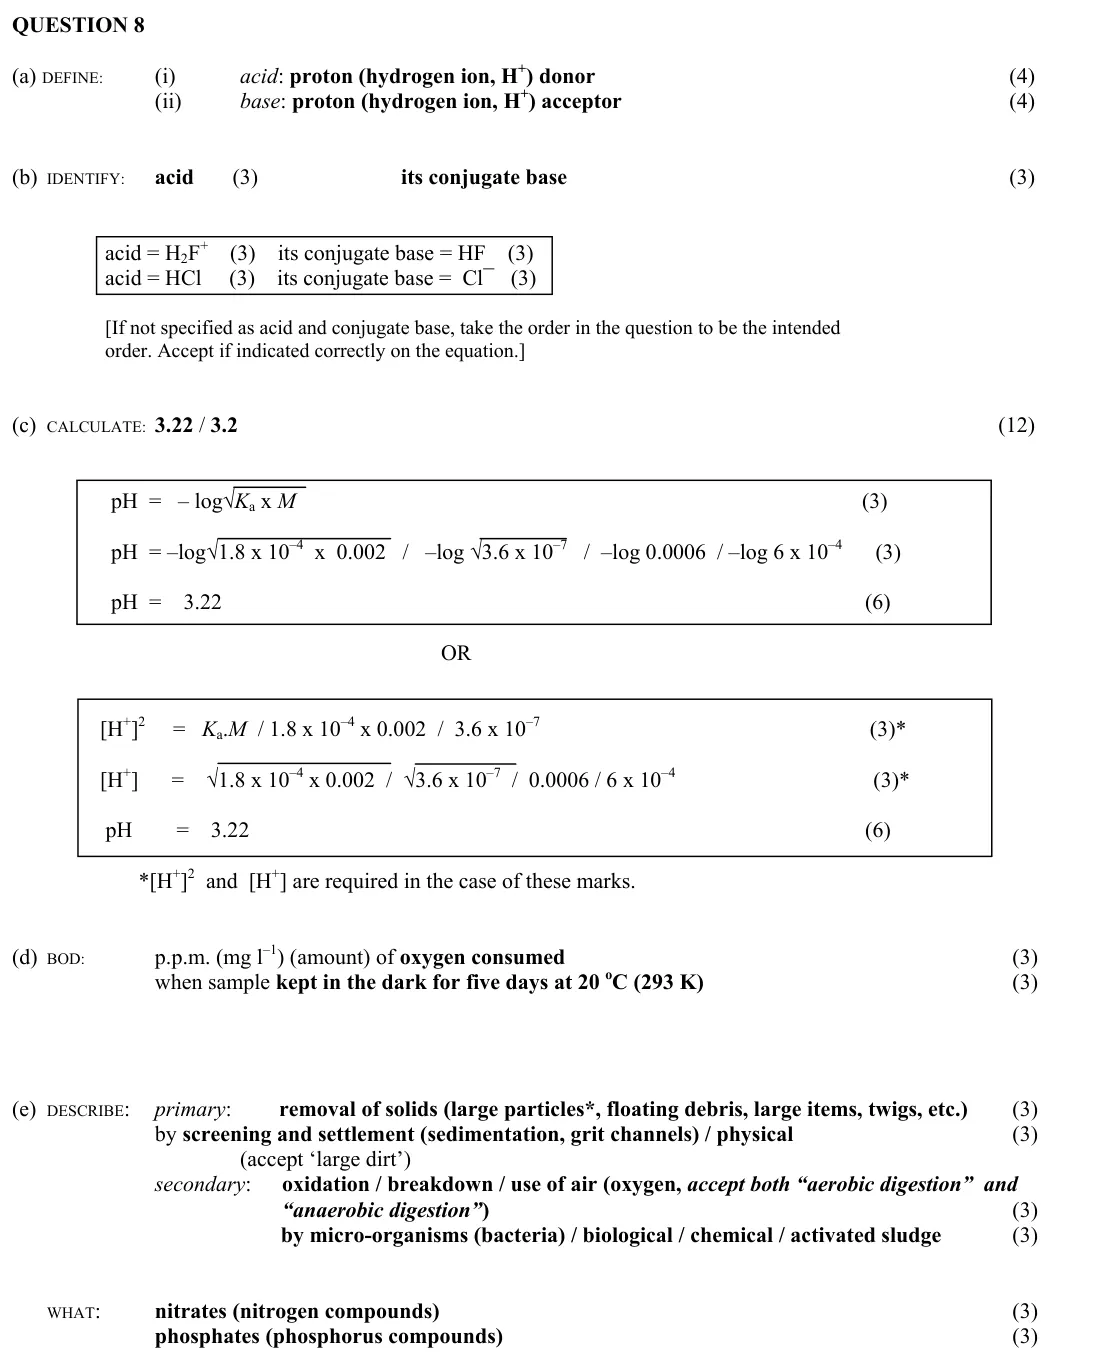 QUESTION 8
(a) DEFINE: (i) acid: proton (hydrogen ion, H⁺) donor (4)
(ii) base: proton (hydrogen ion, H⁺) acceptor (4)
(b) IDENTIFY: acid (3) its conjugate base (3)
acid = H₂F⁺ (3) its conjugate base = HF (3)
acid = HCl (3) its conjugate base = Cl⁻ (3)
[If not specified as acid and conjugate base, take the order in the question to be the intended
order. Accept if indicated correctly on the equation.]
(c) CALCULATE: 3.22 / 3.2 (12)
pH = – log√Kₐ x M (3)
pH = –log√1.8 x 10⁻⁴ x 0.002 / –log √3.6 x 10⁻⁷ / –log 0.0006 / –log 6 x 10⁻⁴ (3)
pH = 3.22 (6)
OR
[H⁺]² = Kₐ.M / 1.8 x 10⁻⁴ x 0.002 / 3.6 x 10⁻⁷ (3)*
[H⁺] = √1.8 x 10⁻⁴ x 0.002 / √3.6 x 10⁻⁷ / 0.0006 / 6 x 10⁻⁴ (3)*
pH = 3.22 (6)
*[H⁺]² and [H⁺] are required in the case of these marks.
(d) BOD: p.p.m. (mg l⁻¹) (amount) of oxygen consumed (3)
when sample kept in the dark for five days at 20 ºC (293 K) (3)
(e) DESCRIBE: primary: removal of solids (large particles*, floating debris, large items, twigs, etc.) (3)
by screening and settlement (sedimentation, grit channels) / physical (3)
(accept ‘large dirt’)
secondary: oxidation / breakdown / use of air (oxygen, accept both “aerobic digestion” and
“anaerobic digestion”) (3)
by micro-organisms (bacteria) / biological / chemical / activated sludge (3)
WHAT: nitrates (nitrogen compounds) (3)
phosphates (phosphorus compounds) (3)